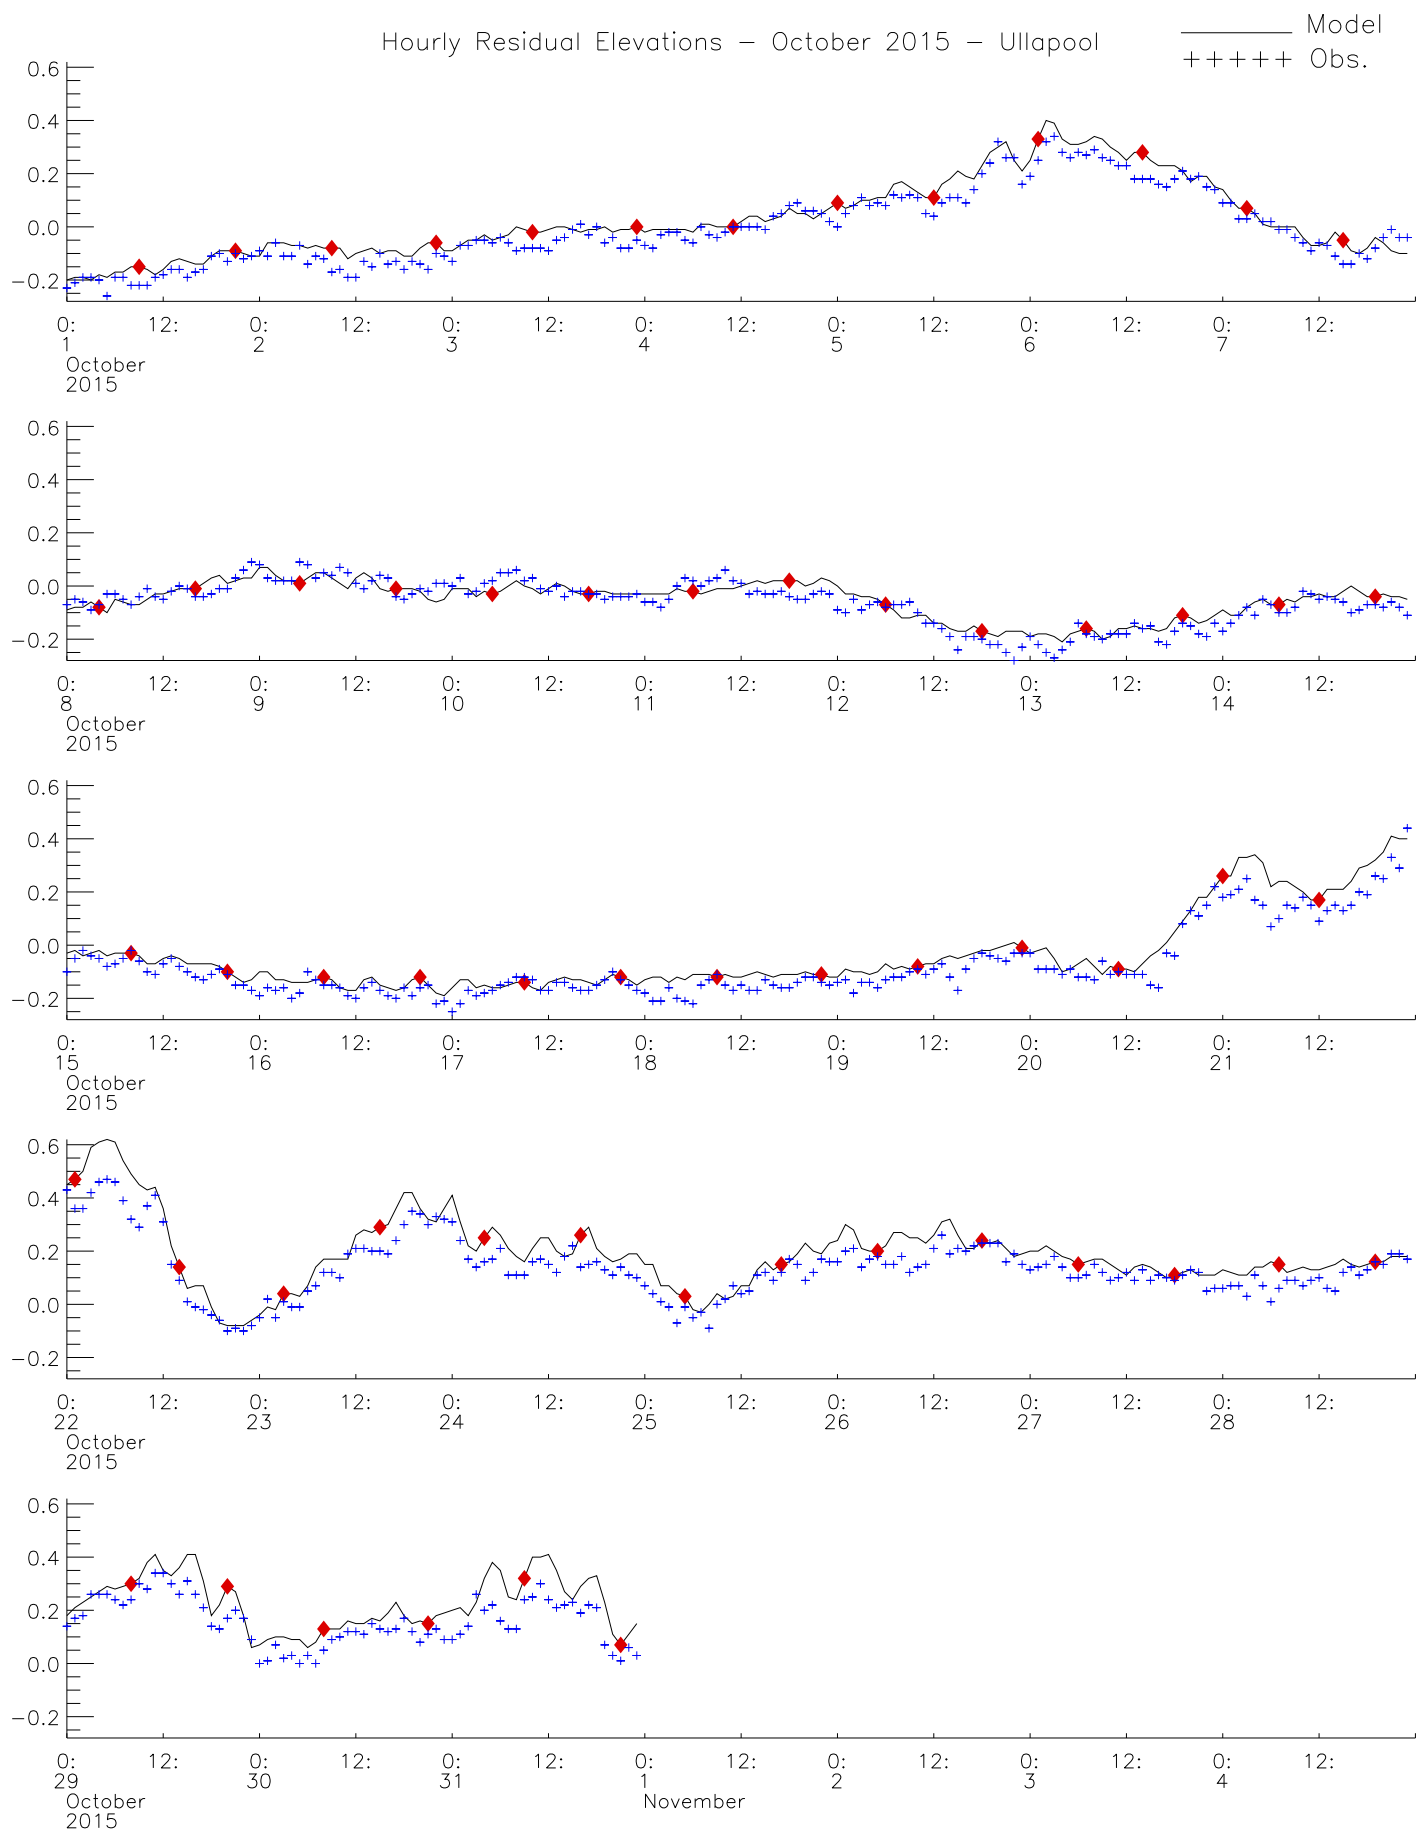 Hourly Residual Elevations − October 2015 − Ullapool
Model
+++++ Obs.
0.6
0.4
0.2
0.0
−0.2
0: 12: 0: 12: 0: 12: 0: 12: 0: 12: 0: 12: 0: 12:
1 2 3 4 5 6 7
October
2015
0.6
0.4
0.2
0.0
−0.2
0: 12: 0: 12: 0: 12: 0: 12: 0: 12: 0: 12: 0: 12:
8 9 10 11 12 13 14
October
2015
0.6
0.4
0.2
0.0
−0.2
0: 12: 0: 12: 0: 12: 0: 12: 0: 12: 0: 12: 0: 12:
15 16 17 18 19 20 21
October
2015
0.6
0.4
0.2
0.0
−0.2
0: 12: 0: 12: 0: 12: 0: 12: 0: 12: 0: 12: 0: 12:
22 23 24 25 26 27 28
October
2015
0.6
0.4
0.2
0.0
−0.2
0: 12: 0: 12: 0: 12: 0: 12: 0: 12: 0: 12: 0: 12:
29 30 31 1 2 3 4
October November
2015